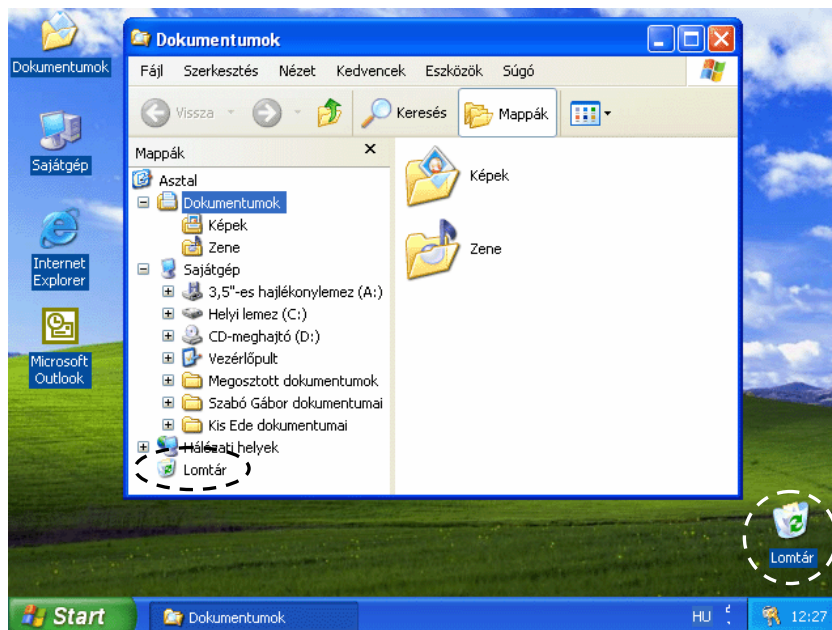 Dokumentumok
Sajátgép
Internet
Explorer
Microsoft
Outlook
Dokumentumok
Fájl Szerkesztés Nézet Kedvencek Eszközök Súgó
Vissza Keresés Mappák
Mappák
Asztal
Dokumentumok
Képek
Zene
Sajátgép
3,5"-es hajlékonylemez (A:)
Helyi lemez (C:)
CD-meghajtó (D:)
Vezérlőpult
Megosztott dokumentumok
Szabó Gábor dokumentumai
Kis Ede dokumentumai
Hálózati helyek
Lomtár
Képek
Zene
Lomtár
Start Dokumentumok HU 12:27